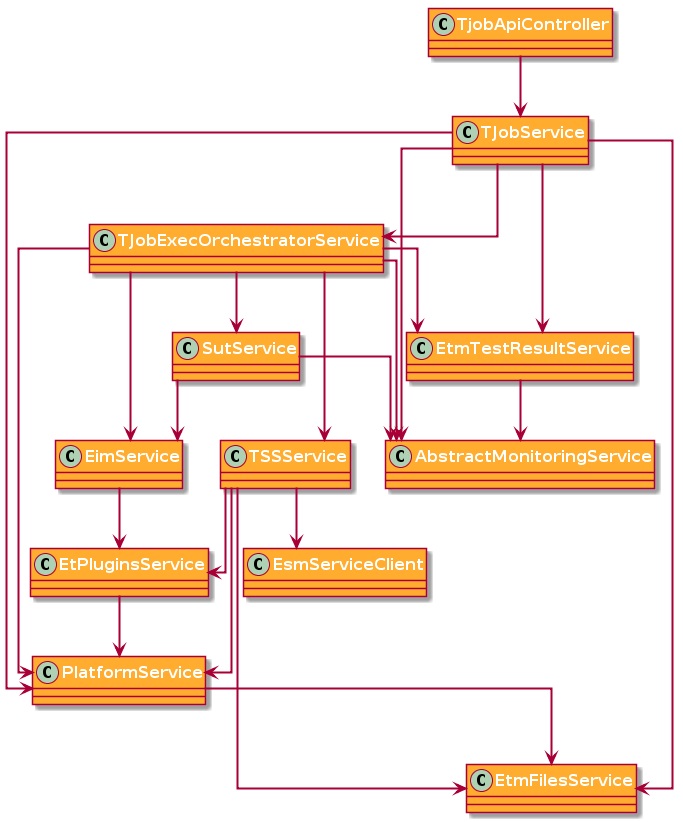 C TjobApiController
C TJobService
C TJobExecOrchestratorService
C SutService
C EtmTestResultService
C EimService
C TSSService
C AbstractMonitoringService
C EtPluginsService
C EsmServiceClient
C PlatformService
C EtmFilesService